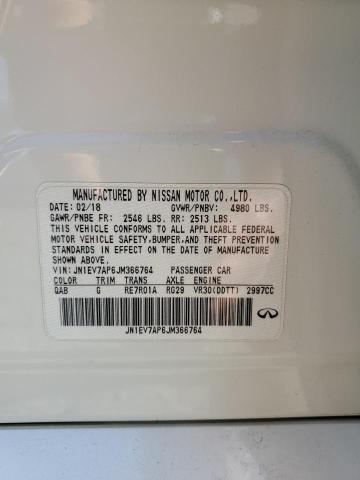 MANUFACTURED BY NISSAN MOTOR CO.,LTD.
DATE: 02/18 GVWR/PNBV: 4980 LBS.
GAWR/PNBE FR: 2546 LBS. RR: 2513 LBS.
THIS VEHICLE CONFORMS TO ALL APPLICABLE FEDERAL
MOTOR VEHICLE SAFETY,BUMPER,AND THEFT PREVENTION
STANDARDS IN EFFECT ON THE DATE OF MANUFACTURE
SHOWN ABOVE.
VIN: JN1EV7AP6JM366764 PASSENGER CAR
COLOR TRIM TRANS AXLE ENGINE
QAB G RE7R01A RG29 VR30(DDTT) 2997CC
JN1EV7AP6JM366764